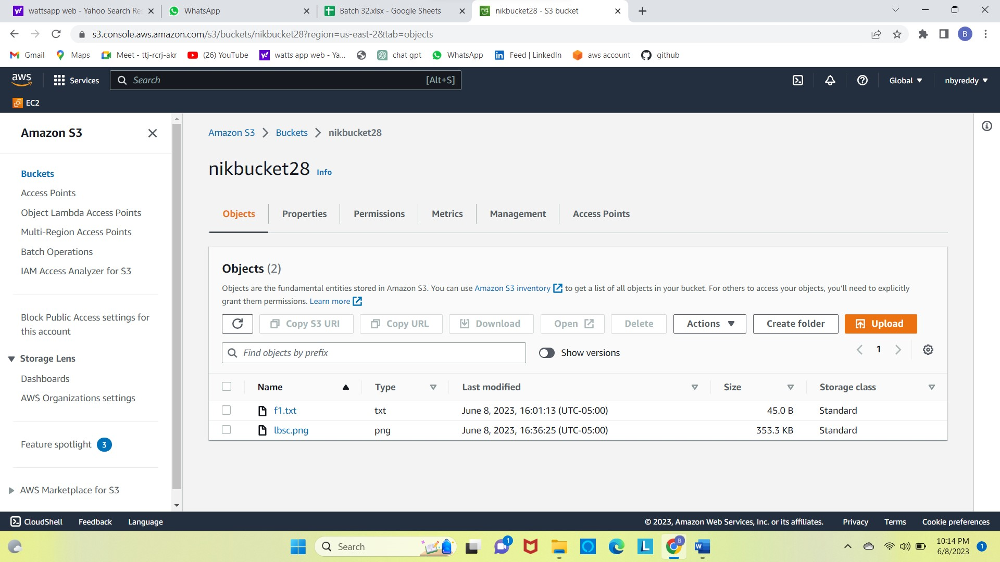 wattsapp web - Yahoo Search Re
WhatsApp
Batch 32.xlsx - Google Sheets
nikbucket28 - S3 bucket
s3.console.aws.amazon.com/s3/buckets/nikbucket28?region=us-east-2&tab=objects
B
Gmail
Maps
Meet - ttj-rcrj-akr
(26) YouTube
watts app web - Ya...
chat gpt
WhatsApp
Feed | LinkedIn
aws account
github
aws
Services
Search
[Alt+S]
Global
nbyreddy
EC2
Amazon S3
Buckets
Access Points
Object Lambda Access Points
Multi-Region Access Points
Batch Operations
IAM Access Analyzer for S3
Block Public Access settings for
this account
Storage Lens
Dashboards
AWS Organizations settings
Feature spotlight 3
AWS Marketplace for S3
Amazon S3 > Buckets > nikbucket28
nikbucket28 Info
Objects
Properties
Permissions
Metrics
Management
Access Points
Objects (2)
Objects are the fundamental entities stored in Amazon S3. You can use Amazon S3 inventory to get a list of all objects in your bucket. For others to access your objects, you'll need to explicitly
grant them permissions. Learn more
Copy S3 URI
Copy URL
Download
Open
Delete
Actions
Create folder
Upload
Find objects by prefix
Show versions
1
Name Type Last modified Size Storage class
f1.txt txt June 8, 2023, 16:01:13 (UTC-05:00) 45.0 B Standard
lbsc.png png June 8, 2023, 16:36:25 (UTC-05:00) 353.3 KB Standard
CloudShell
Feedback
Language
© 2023, Amazon Web Services, Inc. or its affiliates.
Privacy
Terms
Cookie preferences
Search
1
L
B
W
10:14 PM
6/8/2023
1